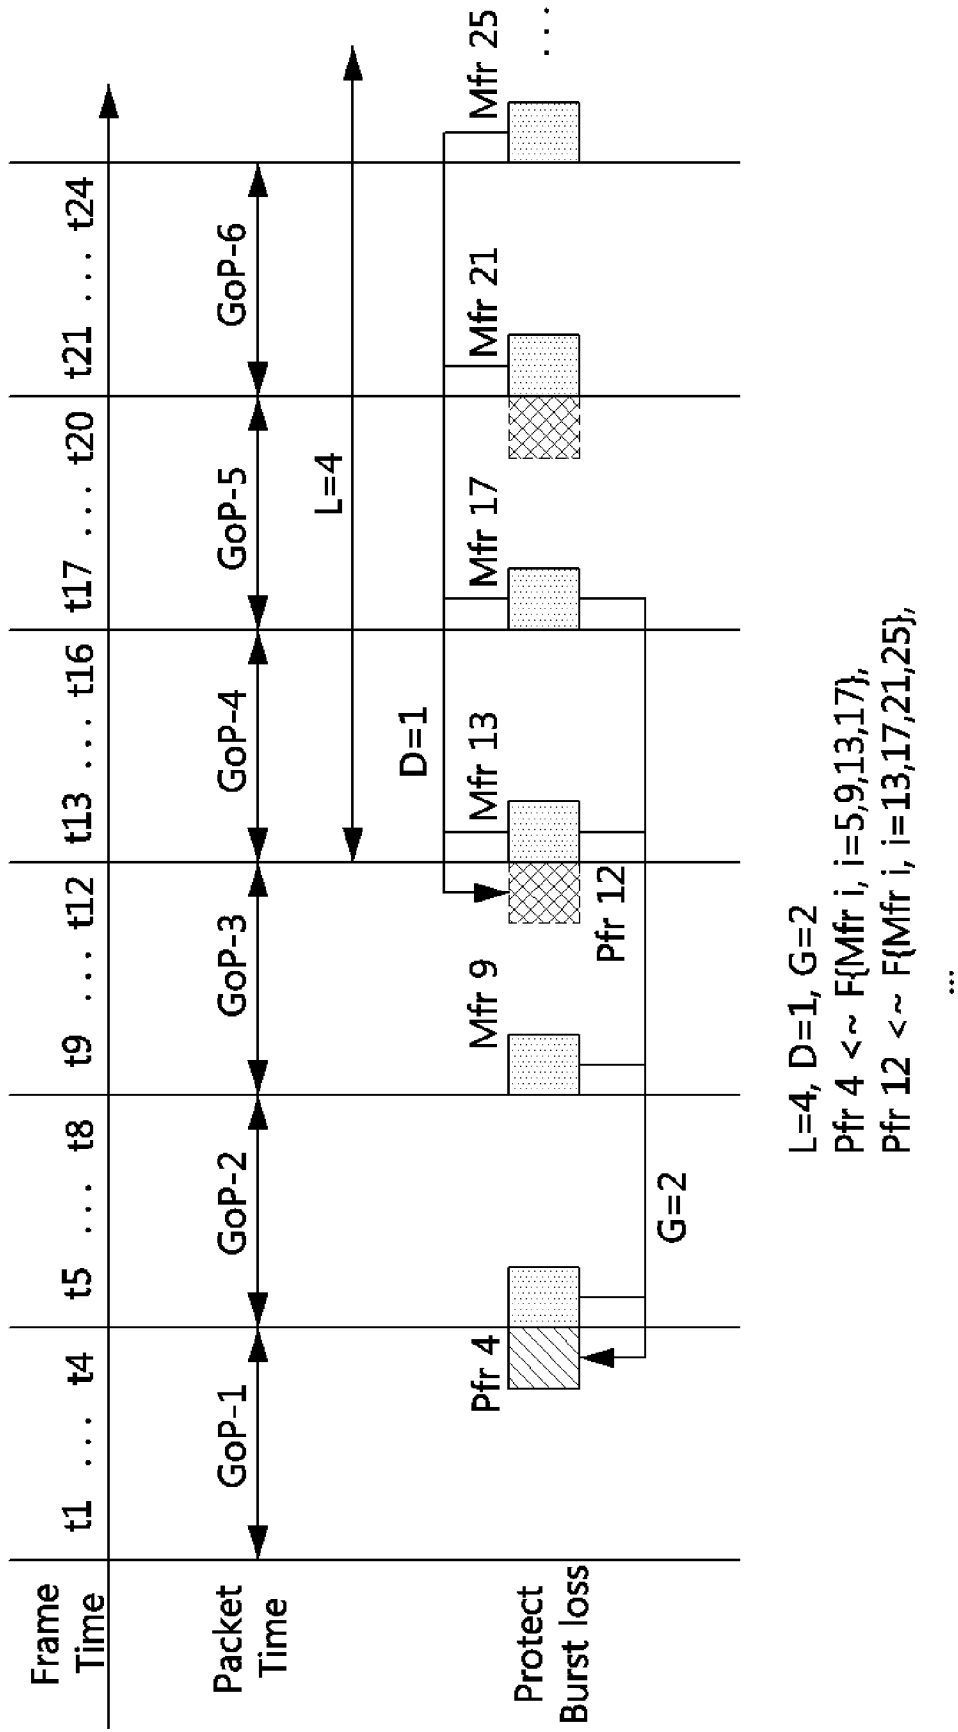 Frame
Time
t1 ... t4
t5 ... t8
t9 ... t12
t13 ... t16
t17 ... t20
t21 ... t24
Packet
Time
GoP-1
GoP-2
GoP-3
GoP-4
GoP-5
GoP-6
L=4
D=1
Protect
Burst loss
Pfr 4
Mfr 9
Mfr 13
Mfr 17
Mfr 21
Mfr 25
...
Pfr 12
G=2
L=4, D=1, G=2
Pfr 4 <~ F{Mfr i, i=5,9,13,17},
Pfr 12 <~ F{Mfr i, i=13,17,21,25},
...